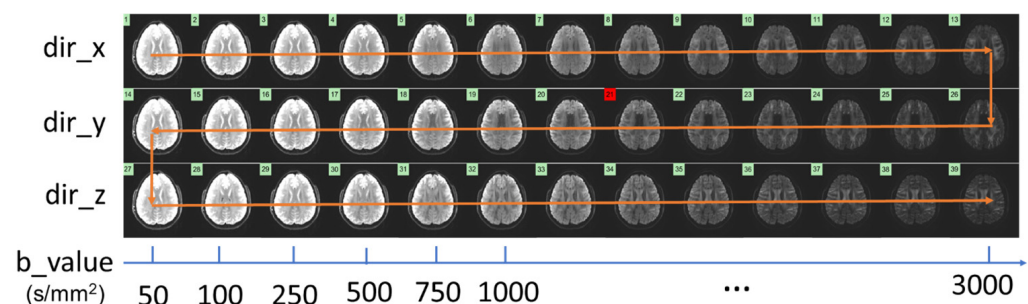 1 2 3 4 5 6 7 8 9 10 11 12 13
dir_x
14 15 16 17 18 19 20 21 22 23 24 25 26
dir_y
27 28 29 30 31 32 33 34 35 36 37 38 39
dir_z
b_value
(s/mm²) 50 100 250 500 750 1000 ... 3000